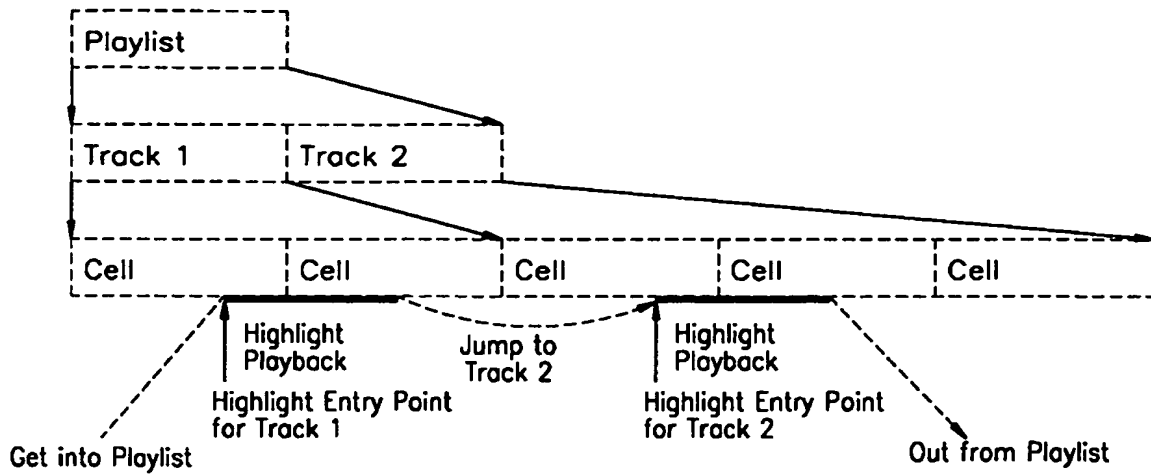 Playlist
Track 1
Track 2
Cell
Cell
Cell
Cell
Cell
Highlight
Playback
Jump to
Track 2
Highlight
Playback
Highlight Entry Point
for Track 1
Highlight Entry Point
for Track 2
Get into Playlist
Out from Playlist